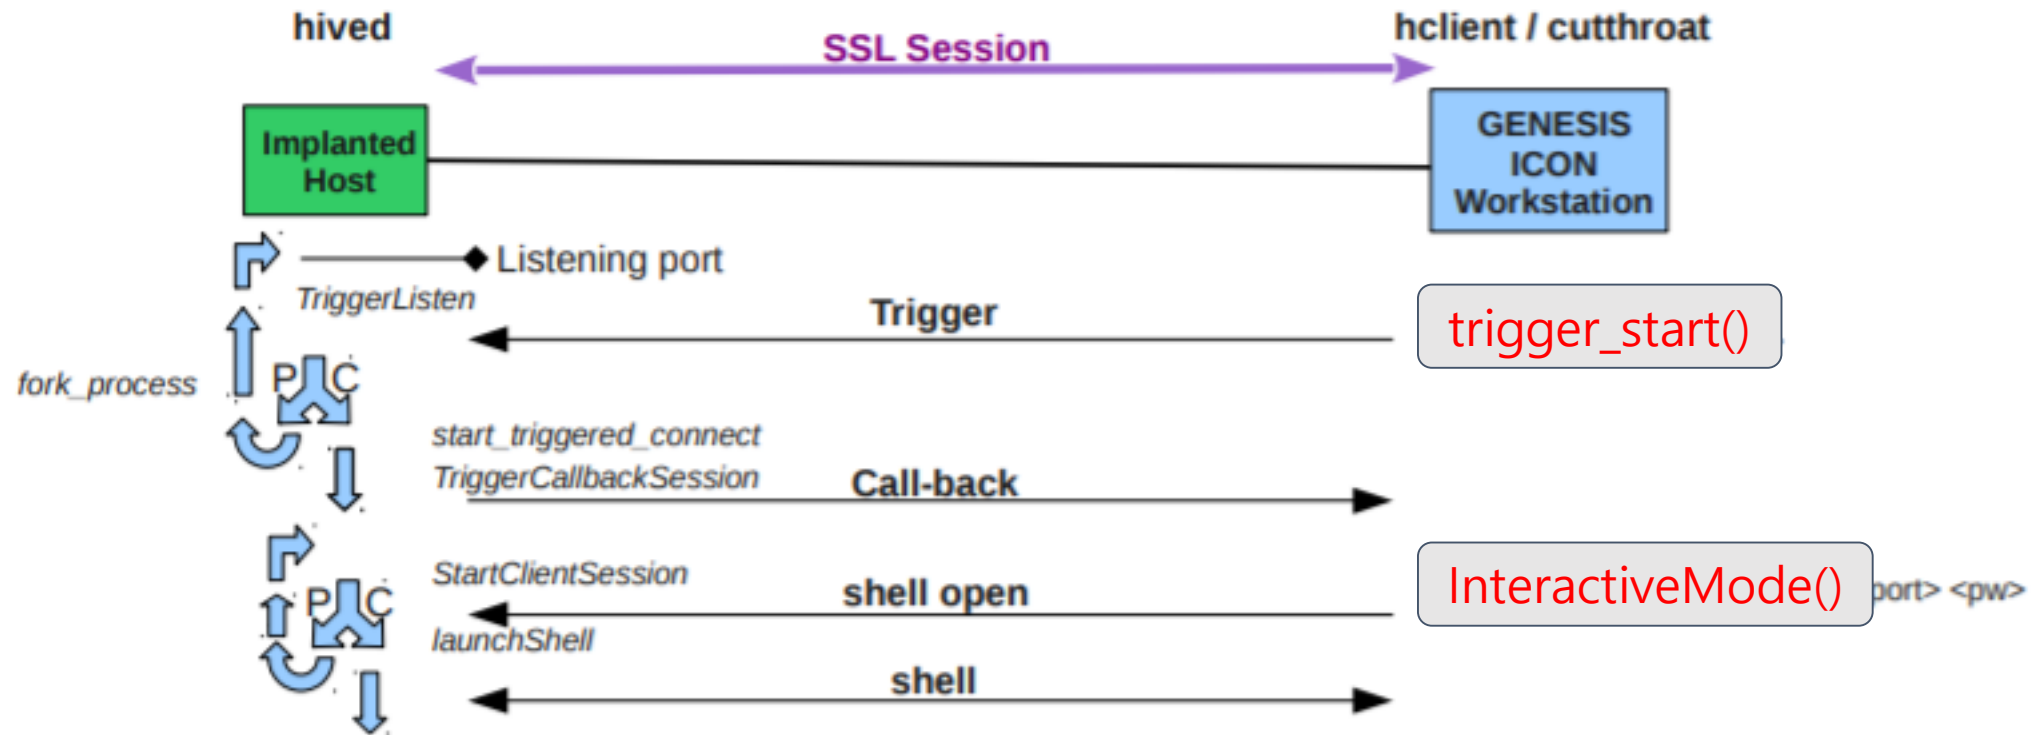 hived
hclient / cutthroat
SSL Session
Implanted
Host
GENESIS
ICON
Workstation
Listening port
TriggerListen
Trigger
trigger_start()
fork_process
P C
start_triggered_connect
TriggerCallbackSession
Call-back
StartClientSession
shell open
InteractiveMode()
port> <pw>
P C
launchShell
shell